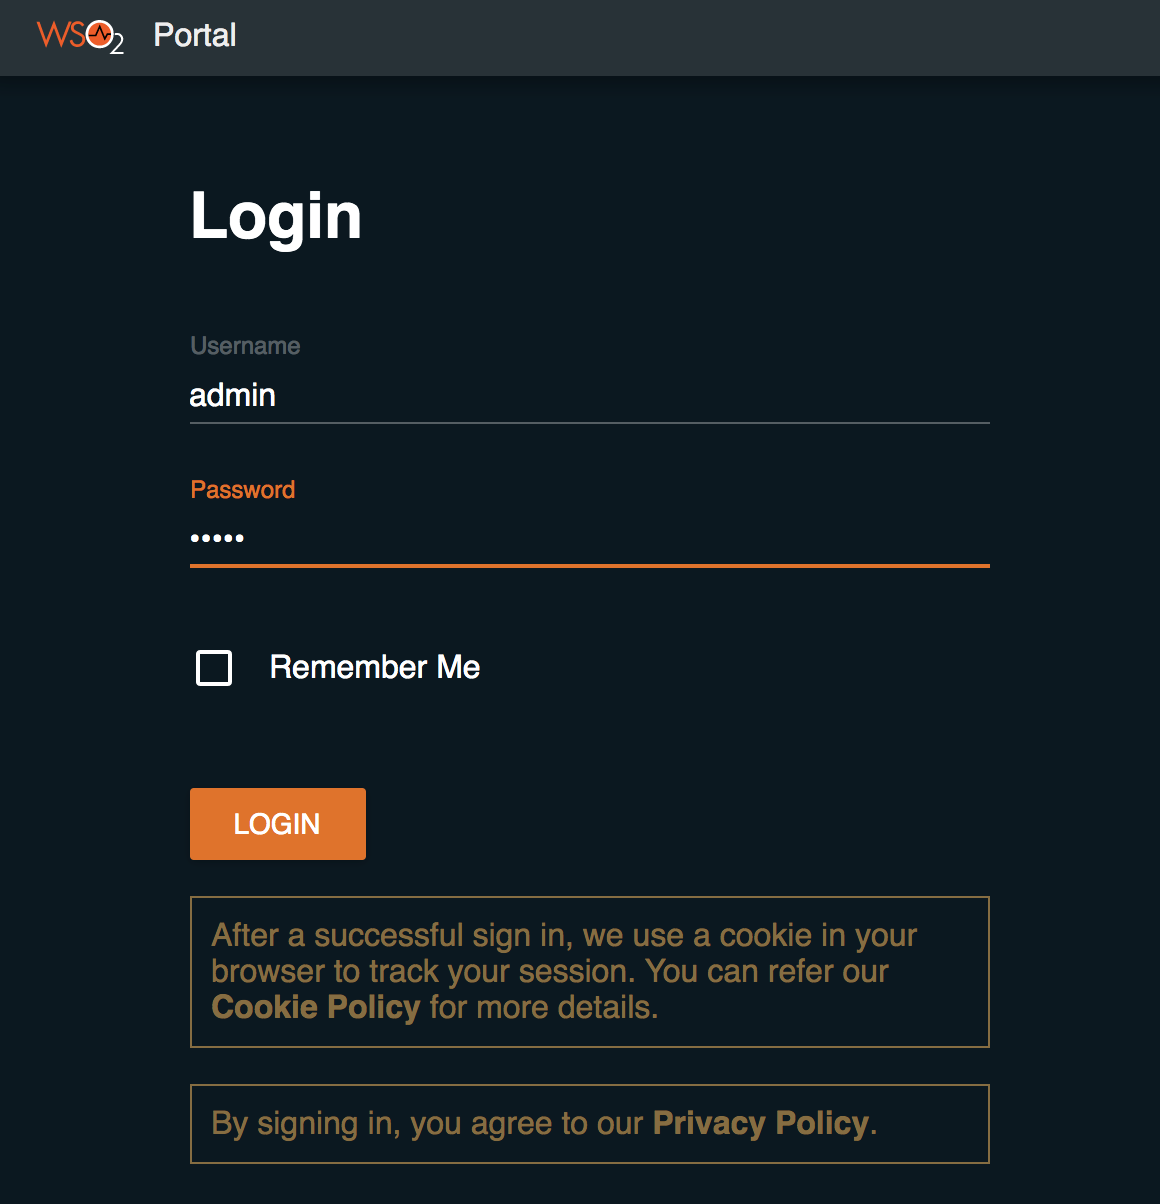 WSO2 Portal
Login
Username
admin
Password
•••••
Remember Me
LOGIN
After a successful sign in, we use a cookie in your
browser to track your session. You can refer our
Cookie Policy for more details.
By signing in, you agree to our Privacy Policy.